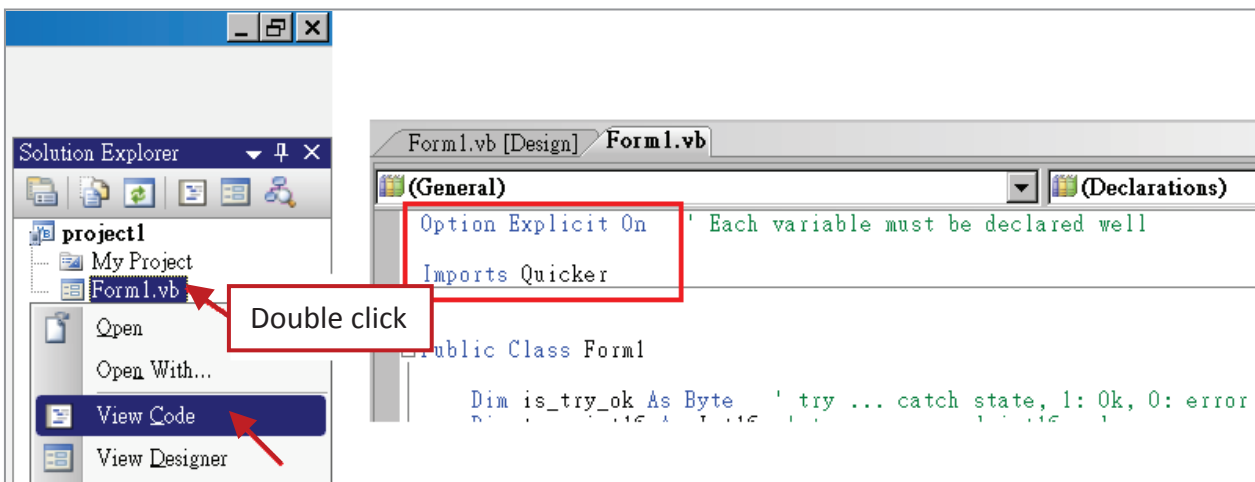 Solution Explorer
project1
My Project
Form1.vb
Double click
Open
Open With...
View Code
View Designer
Form1.vb [Design]
Form1.vb
(General)
(Declarations)
Option Explicit On ' Each variable must be declared well
Imports Quicker
Public Class Form1
Dim is_try_ok As Byte ' try ... catch state, 1: Ok, 0: error